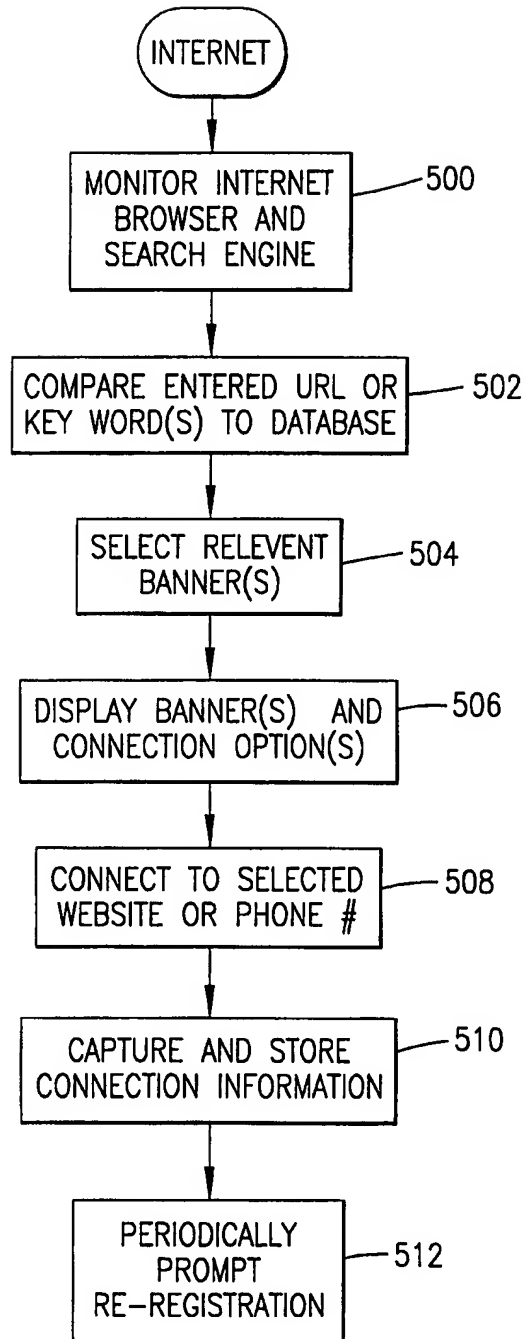 INTERNET
MONITOR INTERNET
BROWSER AND
SEARCH ENGINE
500
COMPARE ENTERED URL OR
KEY WORD(S) TO DATABASE
502
SELECT RELEVENT
BANNER(S)
504
DISPLAY BANNER(S) AND
CONNECTION OPTION(S)
506
CONNECT TO SELECTED
WEBSITE OR PHONE #
508
CAPTURE AND STORE
CONNECTION INFORMATION
510
PERIODICALLY
PROMPT
RE-REGISTRATION
512